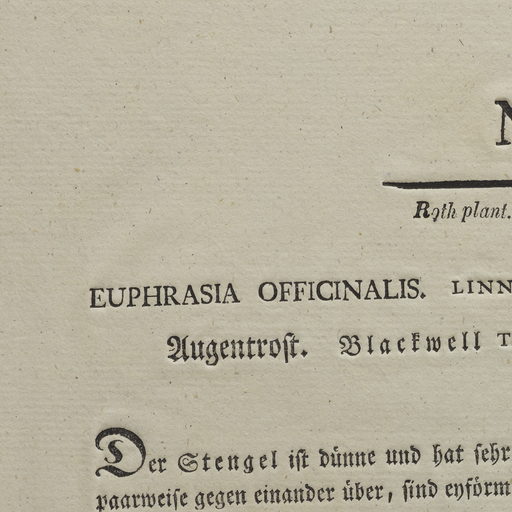 Roth plant.
EUPHRASIA OFFICINALIS. LINN
Augentrost. Blackwell T
Der Stengel ist dünne und hat sehr
paarweise gegen einander über, sind eyförm